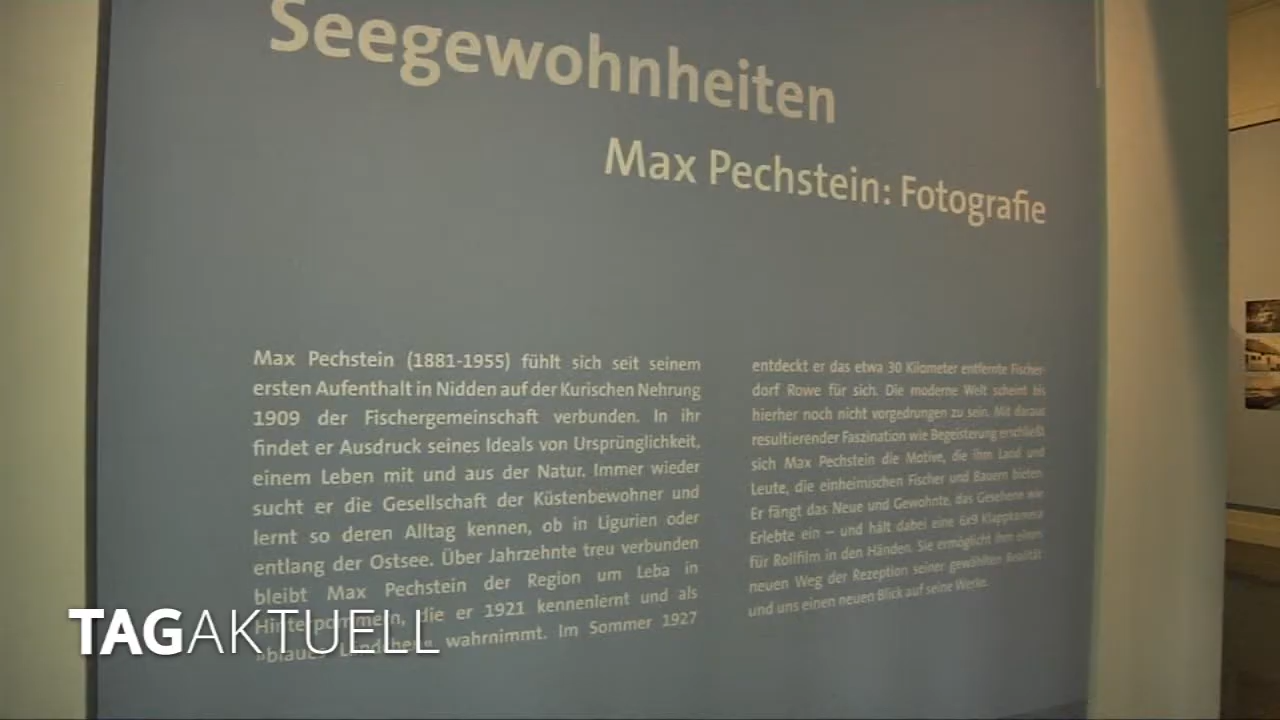 Seegewohnheiten
Max Pechstein: Fotografie
Max Pechstein (1881-1955) fühlt sich seit seinem
ersten Aufenthalt in Nidden auf der Kurischen Nehrung
1909 der Fischergemeinschaft verbunden. In ihr
findet er Ausdruck seines Ideals von Ursprünglichkeit,
einem Leben mit und aus der Natur. Immer wieder
sucht er die Gesellschaft der Küstenbewohner und
lernt so deren Alltag kennen, ob in Ligurien oder
entlang der Ostsee. Über Jahrzehnte treu verbunden
bleibt Max Pechstein der Region um Leba in
Hinterpommern, die er 1921 kennenlernt und als
»blaues Ländchen« wahrnimmt. Im Sommer 1927
entdeckt er das etwa 30 Kilometer entfernte Fischer-
dorf Rowe für sich. Die moderne Welt scheint bis
hierher noch nicht vorgedrungen zu sein. Mit daraus
resultierender Faszination wie Begeisterung erschließt
sich Max Pechstein die Motive, die ihm Land und
Leute, die einheimischen Fischer und Bauern bieten.
Er fängt das Neue und Gewohnte, das Gesehene wie
Erlebte ein – und hält dabei eine 6x9 Klappkamera
für Rollfilm in den Händen. Sie ermöglicht ihm einen
neuen Weg der Rezeption seiner gewählten Realität
und uns einen neuen Blick auf seine Werke.
TAGAKTUELL